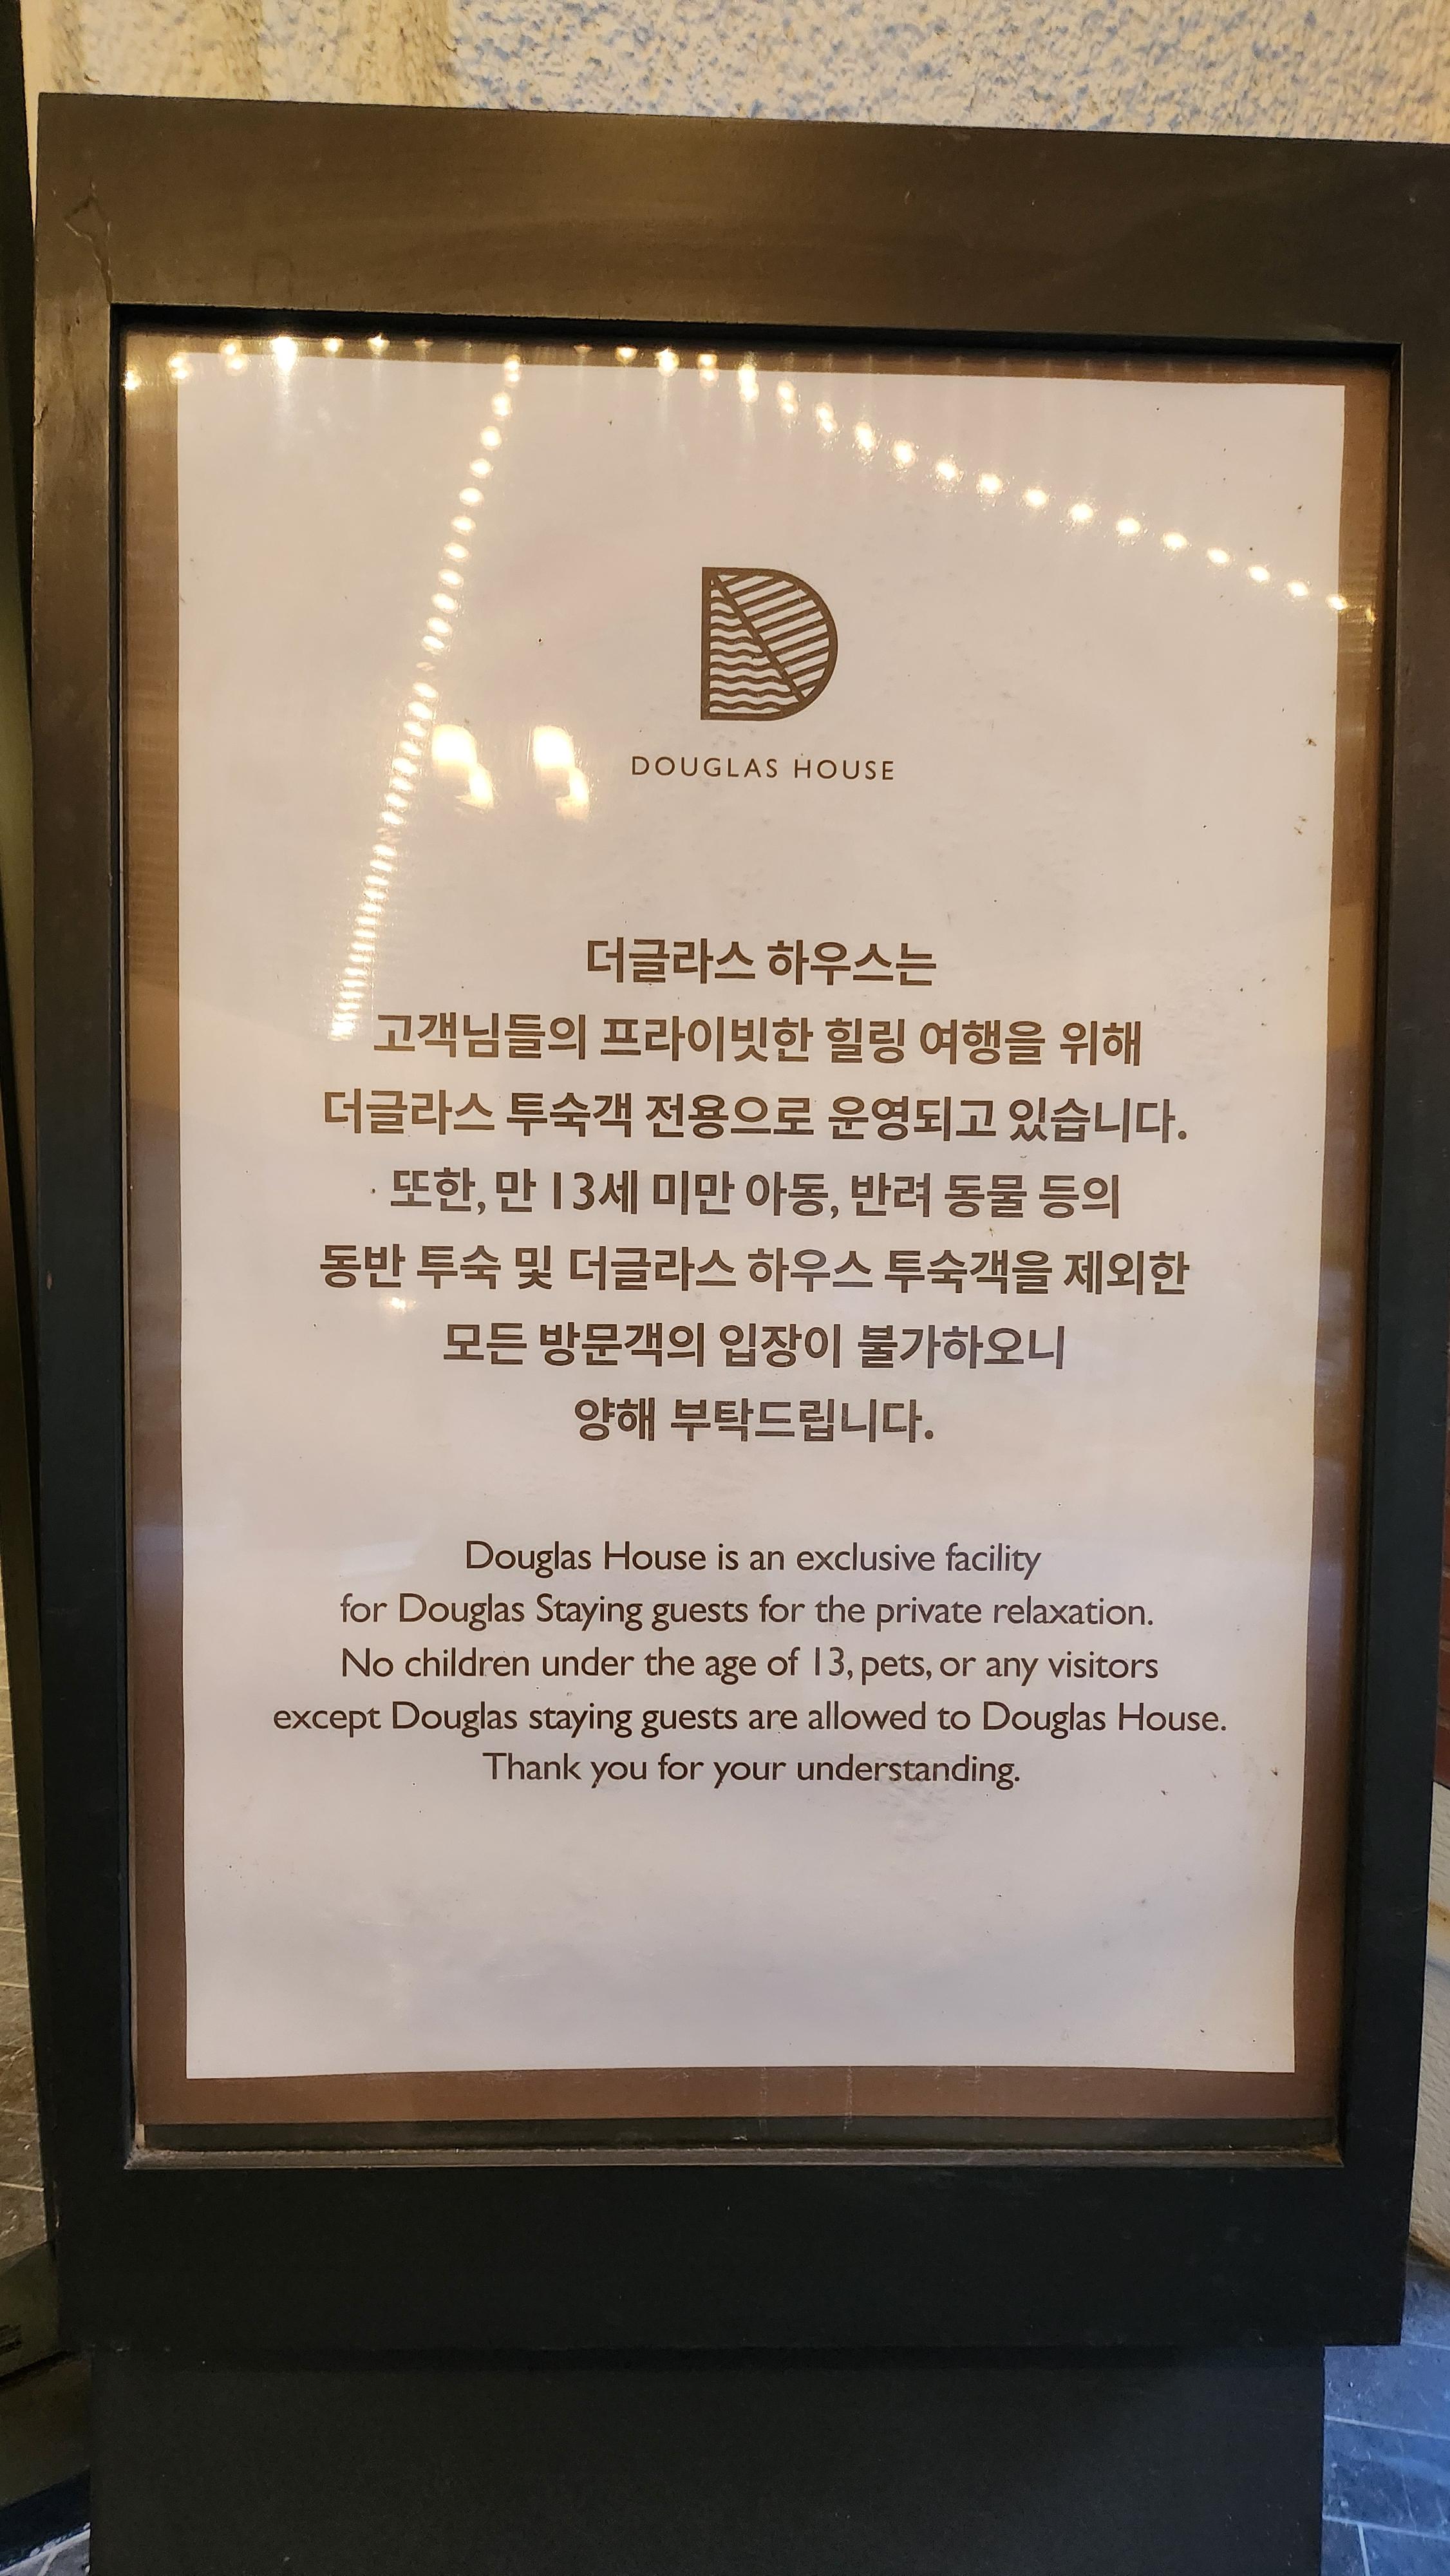 DOUGLAS HOUSE
더글라스 하우스는
고객님들의 프라이빗한 힐링 여행을 위해
더글라스 투숙객 전용으로 운영되고 있습니다.
또한, 만 13세 미만 아동, 반려 동물 등의
동반 투숙 및 더글라스 하우스 투숙객을 제외한
모든 방문객의 입장이 불가하오니
양해 부탁드립니다.
Douglas House is an exclusive facility
for Douglas Staying guests for the private relaxation.
No children under the age of 13, pets, or any visitors
except Douglas staying guests are allowed to Douglas House.
Thank you for your understanding.